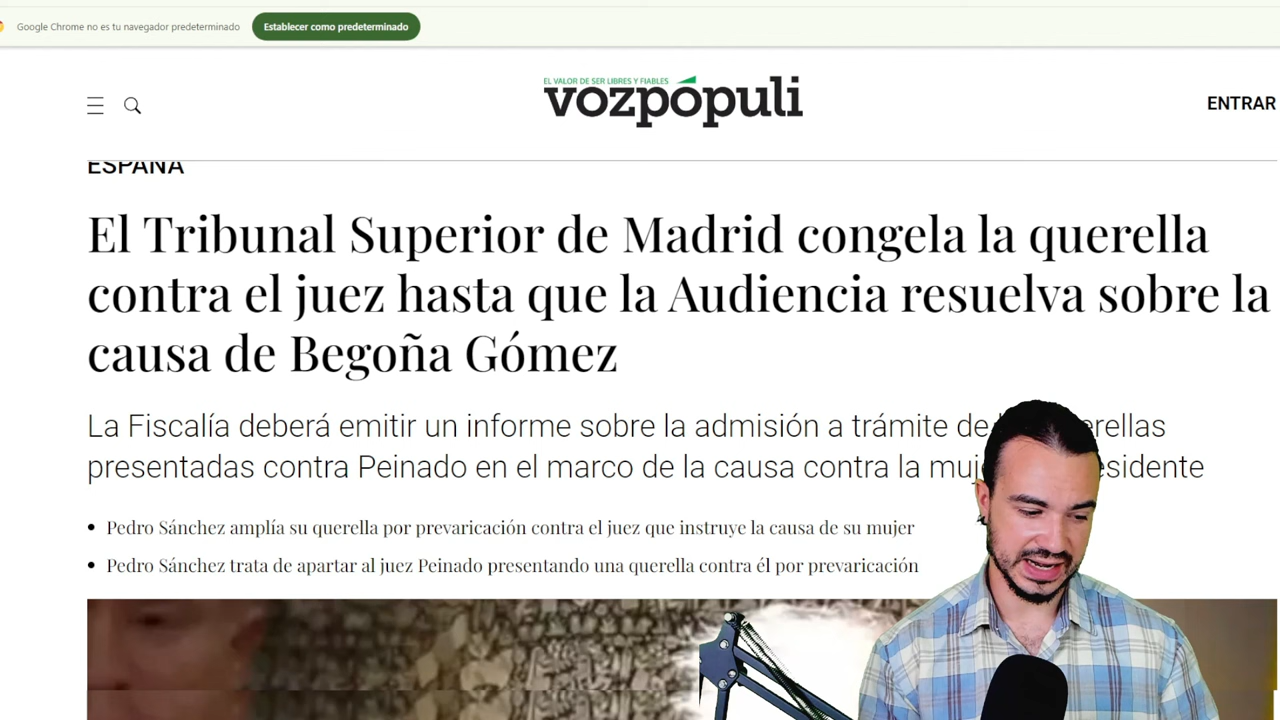 Google Chrome no es tu navegador predeterminado
Establecer como predeterminado
EL VALOR DE SER LIBRES Y FIABLES
vozpópuli
ENTRAR
ESPAÑA
El Tribunal Superior de Madrid congela la querella
contra el juez hasta que la Audiencia resuelva sobre la
causa de Begoña Gómez
La Fiscalía deberá emitir un informe sobre la admisión a trámite de
presentadas contra Peinado en el marco de la causa contra la
Pedro Sánchez amplía su querella por prevaricación contra el juez que instruye la causa de su mujer
Pedro Sánchez trata de apartar al juez Peinado presentando una querella contra él por prevaricación